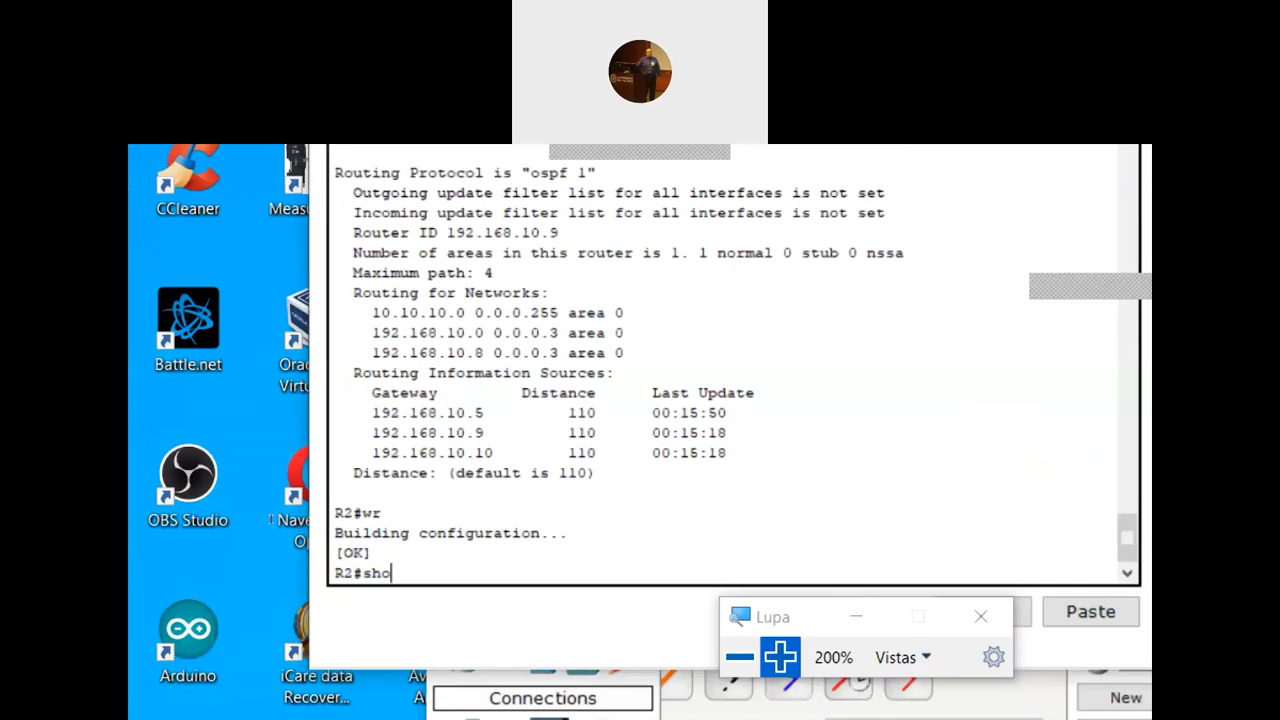 Routing Protocol is "ospf 1"
Outgoing update filter list for all interfaces is not set
Incoming update filter list for all interfaces is not set
Router ID 192.168.10.9
Number of areas in this router is 1. 1 normal 0 stub 0 nssa
Maximum path: 4
Routing for Networks:
10.10.10.0 0.0.0.255 area 0
192.168.10.0 0.0.0.3 area 0
192.168.10.8 0.0.0.3 area 0
Routing Information Sources:
Gateway Distance Last Update
192.168.10.5 110 00:15:50
192.168.10.9 110 00:15:18
192.168.10.10 110 00:15:18
Distance: (default is 110)
R2#wr
Building configuration...
[OK]
R2#sho
CCleaner
Measu
Battle.net
Orac
Virtu
OBS Studio
Nave
Op
Arduino
iCare data
Recover...
Av
A
Lupa
Paste
200%
Vistas
Connections
New